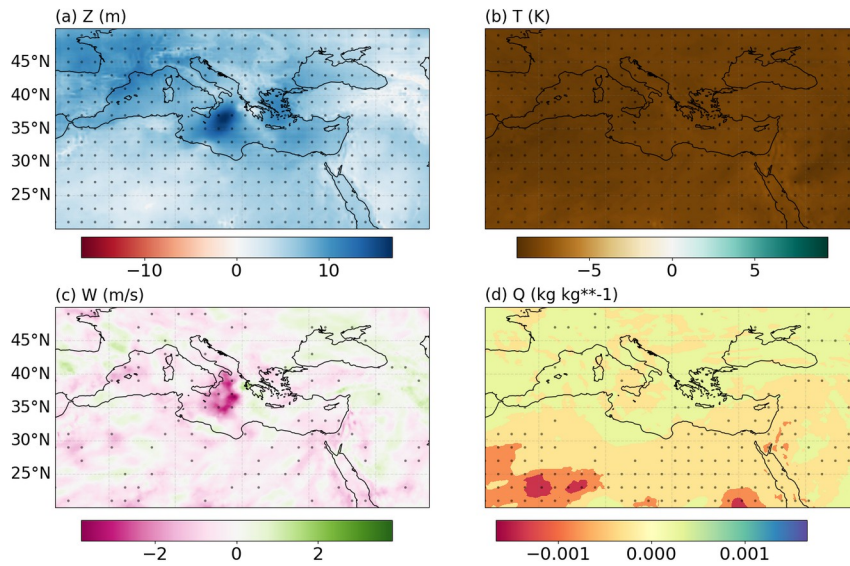 (a) Z (m)
(b) T (K)
45°N
40°N
35°N
30°N
25°N
−10 0 10
−5 0 5
(c) W (m/s)
(d) Q (kg kg**-1)
45°N
40°N
35°N
30°N
25°N
−2 0 2
−0.001 0.000 0.001